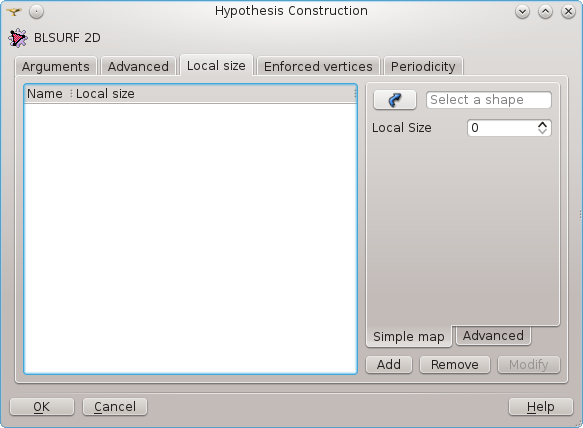 Hypothesis Construction
BLSURF 2D
Arguments Advanced Local size Enforced vertices Periodicity
Name Local size
Select a shape
Local Size 0
Simple map Advanced
Add Remove Modify
OK Cancel Help